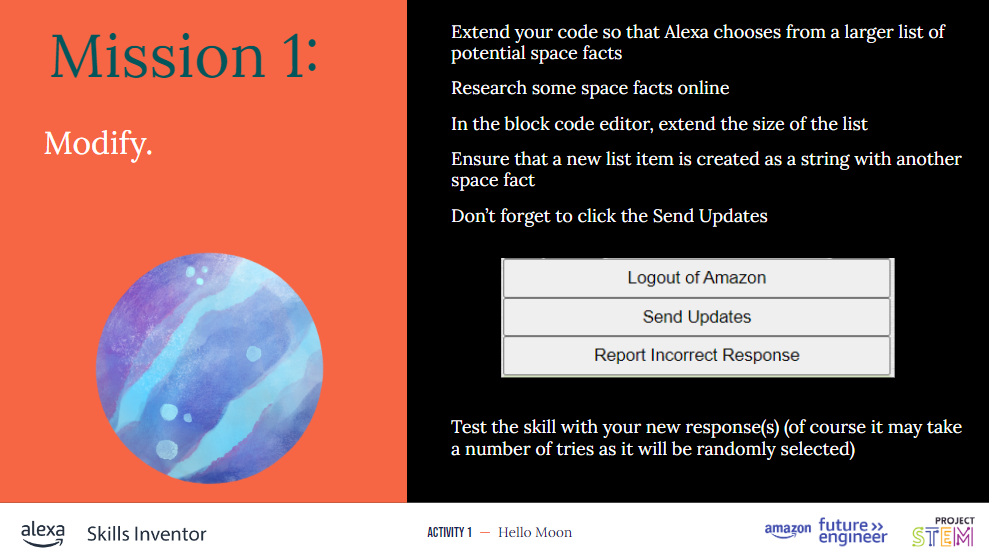 Mission 1:
Modify.
Extend your code so that Alexa chooses from a larger list of
potential space facts
Research some space facts online
In the block code editor, extend the size of the list
Ensure that a new list item is created as a string with another
space fact
Don’t forget to click the Send Updates
Logout of Amazon
Send Updates
Report Incorrect Response
Test the skill with your new response(s) (of course it may take
a number of tries as it will be randomly selected)
alexa Skills Inventor
ACTIVITY 1 — Hello Moon
amazon future
engineer
PROJECT
STEM